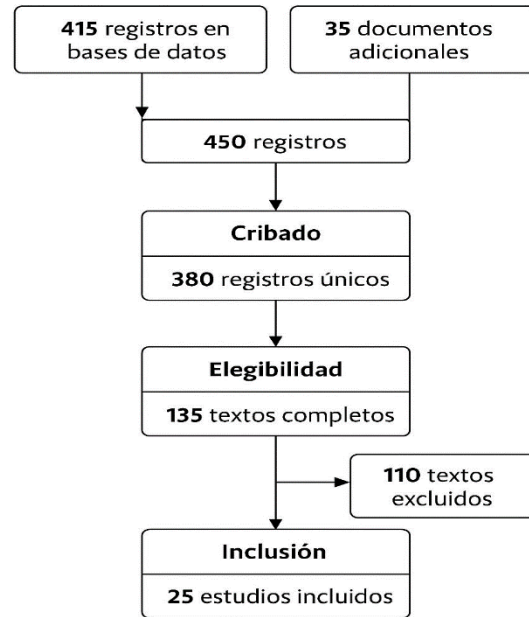 415 registros en
bases de datos
35 documentos
adicionales
450 registros
Cribado
380 registros únicos
Elegibilidad
135 textos completos
110 textos
excluidos
Inclusión
25 estudios incluidos